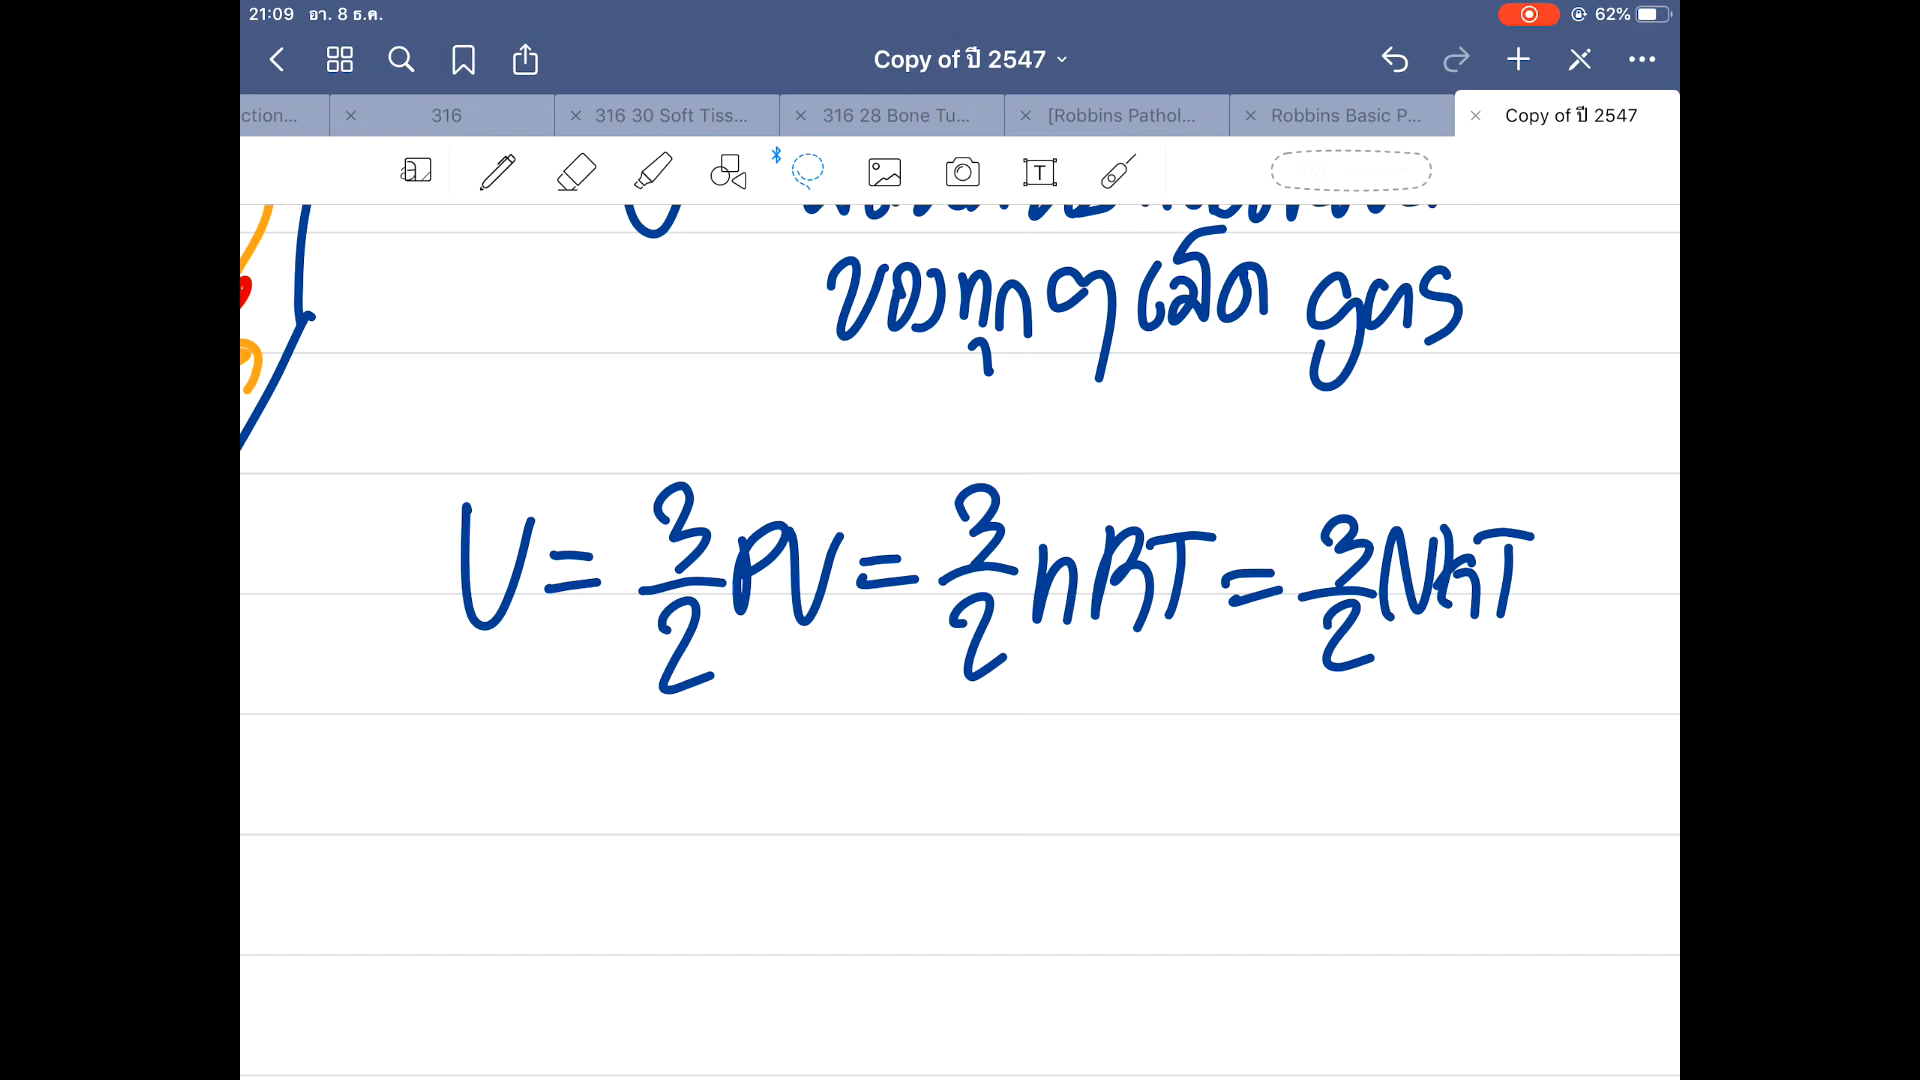 21:09 อา. 8 ธ.ค. 62%
Copy of ปี 2547
ction... 316 316 30 Soft Tiss... 316 28 Bone Tu... [Robbins Pathol... Robbins Basic P... Copy of ปี 2547
ของทุกๆ เม็ด gas
U = 3/2 PV = 3/2 nRT = 3/2 NkT